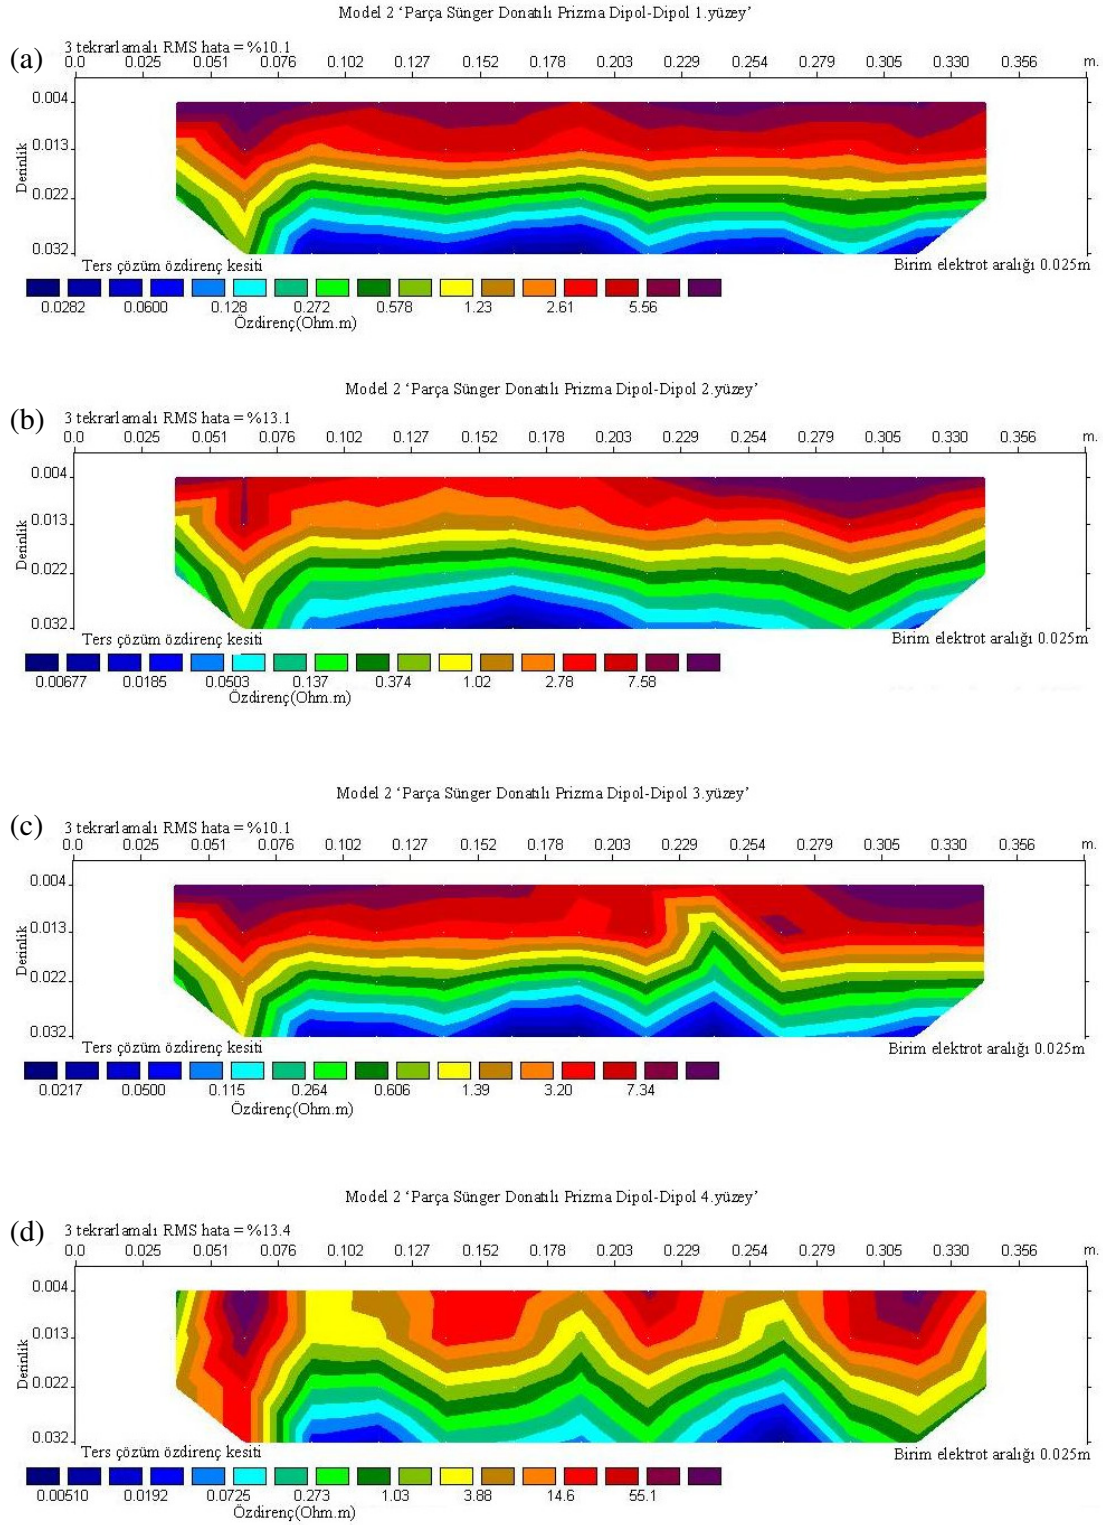 Model 2 ‘Parça Sünger Donatılı Prizma Dipol-Dipol 1.yüzey’
(a)
3 tekrarlamalı RMS hata = %10.1
0.0 0.025 0.051 0.076 0.102 0.127 0.152 0.178 0.203 0.229 0.254 0.279 0.305 0.330 0.356 m.
0.004
0.013
0.022
0.032
Derinlik
Ters çözüm özdirenç kesiti
Birim elektrot aralığı 0.025m
0.0282 0.0600 0.128 0.272 0.578 1.23 2.61 5.56
Özdirenç(Ohm.m)
Model 2 ‘Parça Sünger Donatılı Prizma Dipol-Dipol 2.yüzey’
(b)
3 tekrarlamalı RMS hata = %13.1
0.0 0.025 0.051 0.076 0.102 0.127 0.152 0.178 0.203 0.229 0.254 0.279 0.305 0.330 0.356 m.
0.004
0.013
0.022
0.032
Derinlik
Ters çözüm özdirenç kesiti
Birim elektrot aralığı 0.025m
0.00677 0.0185 0.0503 0.137 0.374 1.02 2.78 7.58
Özdirenç(Ohm.m)
Model 2 ‘Parça Sünger Donatılı Prizma Dipol-Dipol 3.yüzey’
(c)
3 tekrarlamalı RMS hata = %10.1
0.0 0.025 0.051 0.076 0.102 0.127 0.152 0.178 0.203 0.229 0.254 0.279 0.305 0.330 0.356 m.
0.004
0.013
0.022
0.032
Derinlik
Ters çözüm özdirenç kesiti
Birim elektrot aralığı 0.025m
0.0217 0.0500 0.115 0.264 0.606 1.39 3.20 7.34
Özdirenç(Ohm.m)
Model 2 ‘Parça Sünger Donatılı Prizma Dipol-Dipol 4.yüzey’
(d)
3 tekrarlamalı RMS hata = %13.4
0.0 0.025 0.051 0.076 0.102 0.127 0.152 0.178 0.203 0.229 0.254 0.279 0.305 0.330 0.356 m.
0.004
0.013
0.022
0.032
Derinlik
Ters çözüm özdirenç kesiti
Birim elektrot aralığı 0.025m
0.00510 0.0192 0.0725 0.273 1.03 3.88 14.6 55.1
Özdirenç(Ohm.m)